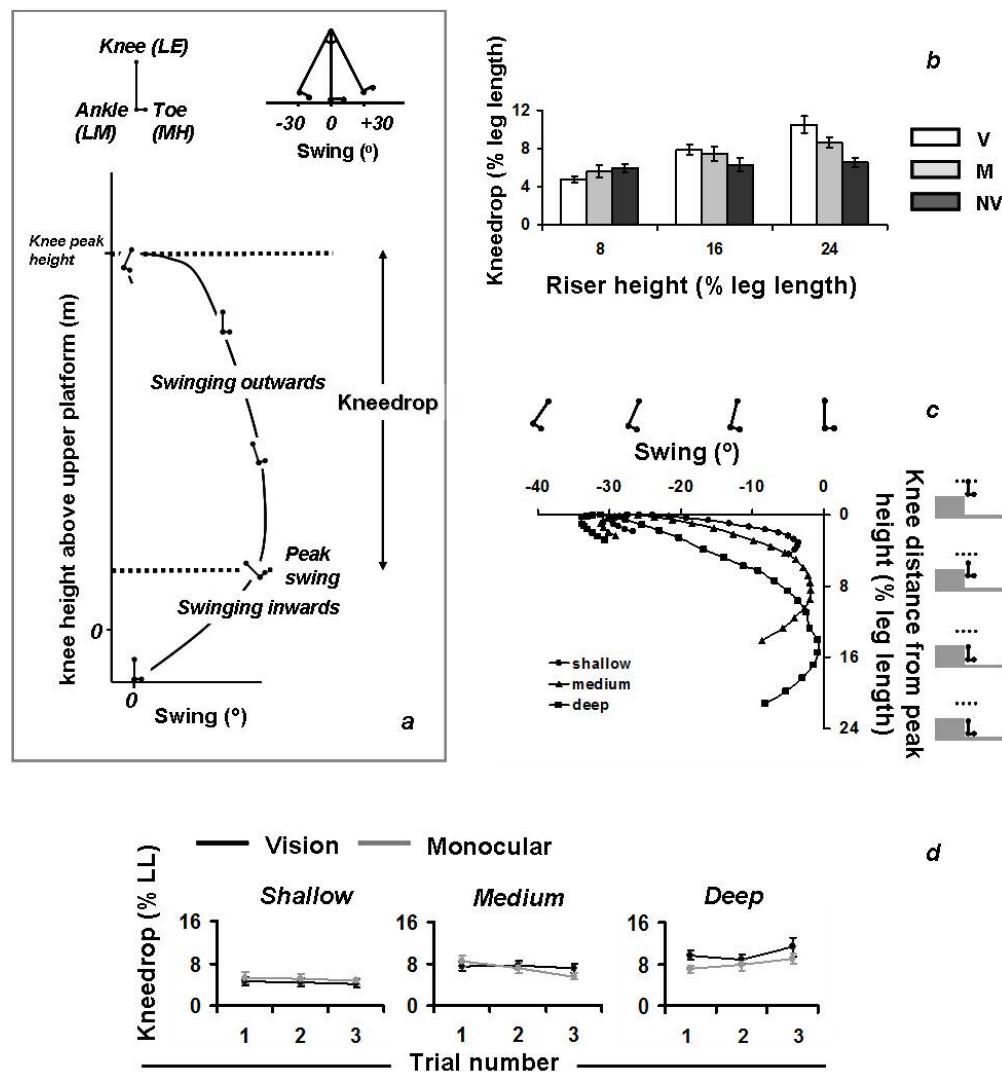 Knee (LE)
Ankle
(LM)
Toe
(MH)
-30 0 +30
Swing (º)
Knee peak
height
Swinging outwards
Kneedrop
Peak
swing
Swinging inwards
knee height above upper platform (m)
0
0
Swing (º)
a
b
Kneedrop (% leg length)
12
8
4
0
8 16 24
Riser height (% leg length)
V
M
NV
c
Swing (º)
-40 -30 -20 -10 0
0
8
16
24
Knee distance from peak
height (% leg length)
shallow
medium
deep
d
Vision Monocular
Kneedrop (% LL)
Shallow Medium Deep
16 16 16
8 8 8
0 0 0
1 2 3 1 2 3 1 2 3
Trial number